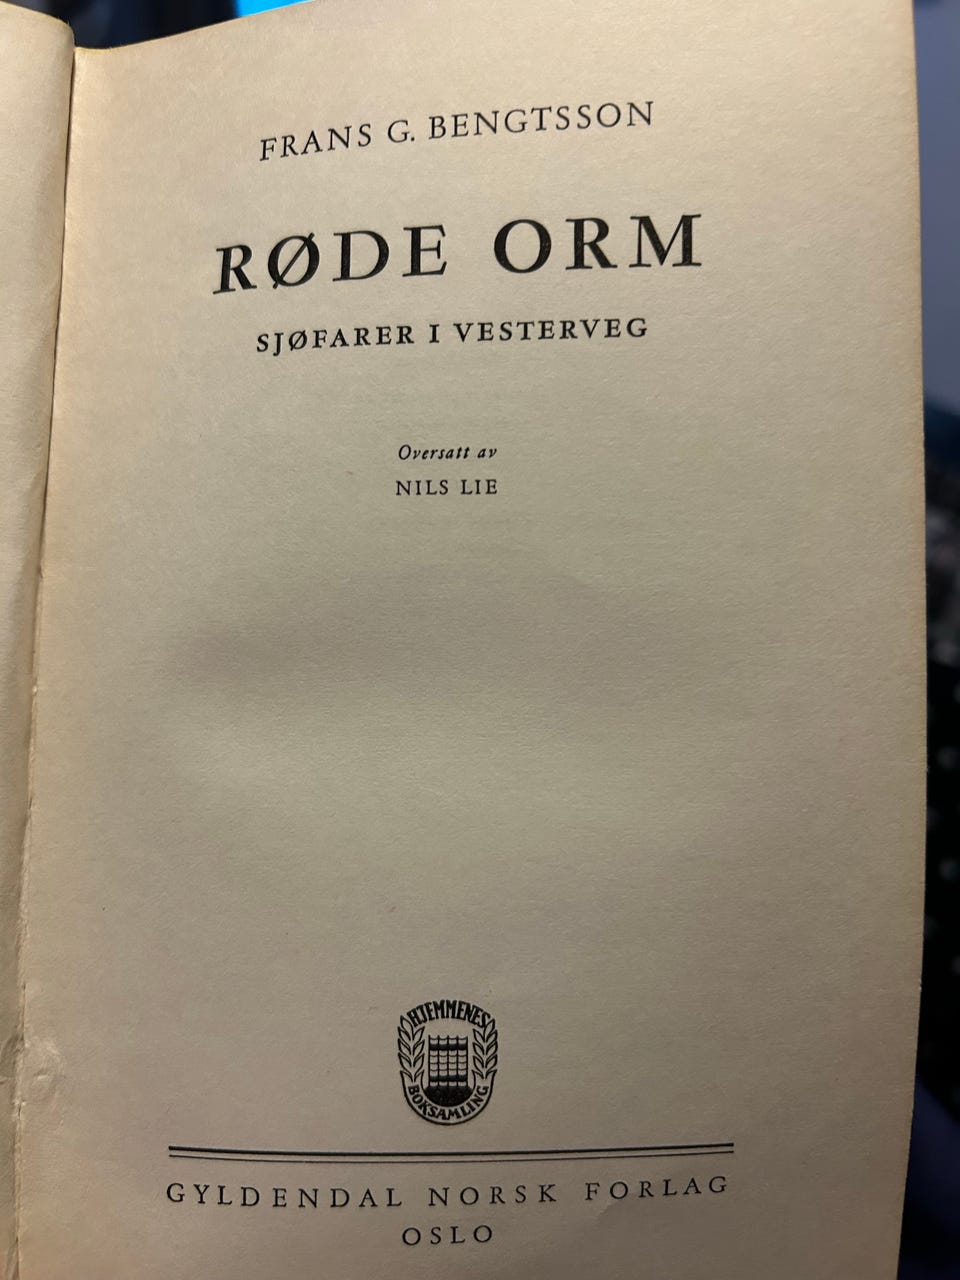 FRANS G. BENGTSSON
RØDE ORM
SJØFARER I VESTERVEG
Oversatt av
NILS LIE
HJEMMENES
BOKSAMLING
GYLDENDAL NORSK FORLAG
OSLO